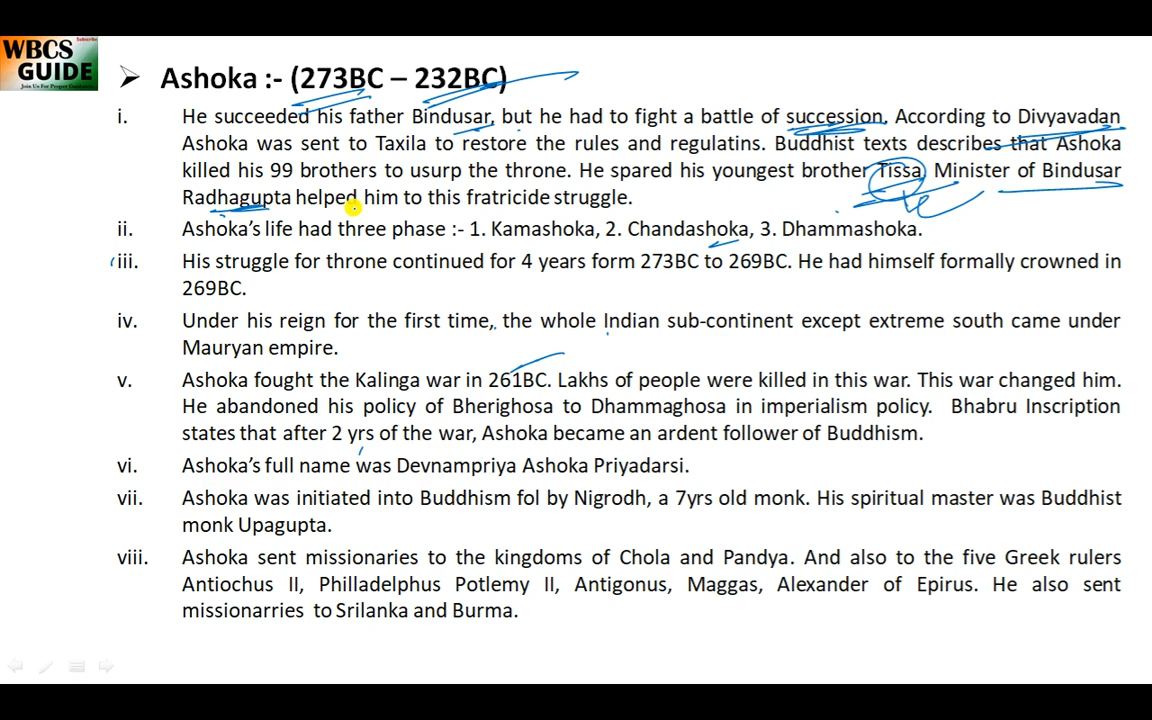 Subscribe
WBCS
GUIDE
Join Us For Proper Guidance
➢ Ashoka :- (273BC – 232BC)
i. He succeeded his father Bindusar, but he had to fight a battle of succession. According to Divyavadan
Ashoka was sent to Taxila to restore the rules and regulatins. Buddhist texts describes that Ashoka
killed his 99 brothers to usurp the throne. He spared his youngest brother Tissa Minister of Bindusar
Radhagupta helped him to this fratricide struggle.
ii. Ashoka's life had three phase :- 1. Kamashoka, 2. Chandashoka, 3. Dhammashoka.
iii. His struggle for throne continued for 4 years form 273BC to 269BC. He had himself formally crowned in
269BC.
iv. Under his reign for the first time, the whole Indian sub-continent except extreme south came under
Mauryan empire.
v. Ashoka fought the Kalinga war in 261BC. Lakhs of people were killed in this war. This war changed him.
He abandoned his policy of Bherighosa to Dhammaghosa in imperialism policy. Bhabru Inscription
states that after 2 yrs of the war, Ashoka became an ardent follower of Buddhism.
vi. Ashoka's full name was Devnampriya Ashoka Priyadarsi.
vii. Ashoka was initiated into Buddhism fol by Nigrodh, a 7yrs old monk. His spiritual master was Buddhist
monk Upagupta.
viii. Ashoka sent missionaries to the kingdoms of Chola and Pandya. And also to the five Greek rulers
Antiochus II, Philladelphus Potlemy II, Antigonus, Maggas, Alexander of Epirus. He also sent
missionarries to Srilanka and Burma.